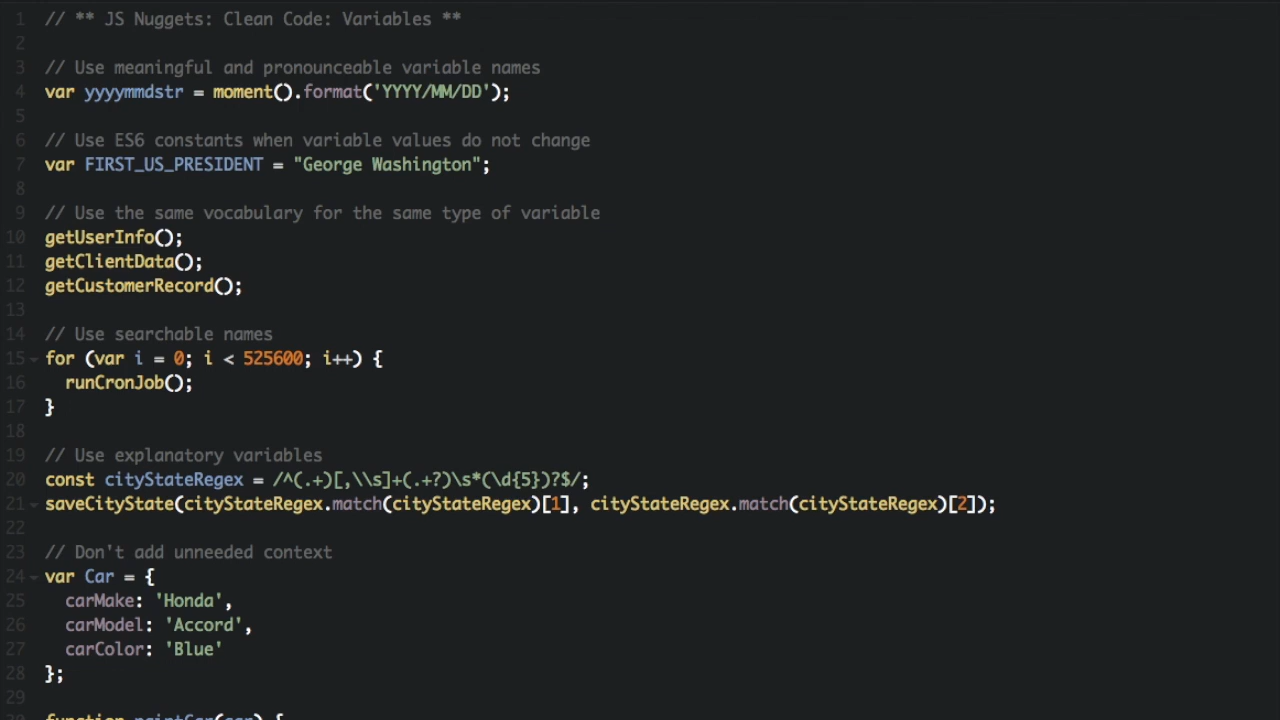 1 // ** JS Nuggets: Clean Code: Variables **
2
3 // Use meaningful and pronounceable variable names
4 var yyyymmdstr = moment().format('YYYY/MM/DD');
5
6 // Use ES6 constants when variable values do not change
7 var FIRST_US_PRESIDENT = "George Washington";
8
9 // Use the same vocabulary for the same type of variable
10 getUserInfo();
11 getClientData();
12 getCustomerRecord();
13
14 // Use searchable names
15 for (var i = 0; i < 525600; i++) {
16   runCronJob();
17 }
18
19 // Use explanatory variables
20 const cityStateRegex = /^(.+)[,\\s]+(.+?)\s*(\d{5})?$/;
21 saveCityState(cityStateRegex.match(cityStateRegex)[1], cityStateRegex.match(cityStateRegex)[2]);
22
23 // Don't add unneeded context
24 var Car = {
25   carMake: 'Honda',
26   carModel: 'Accord',
27   carColor: 'Blue'
28 };
29
30 function paintCar(car) {